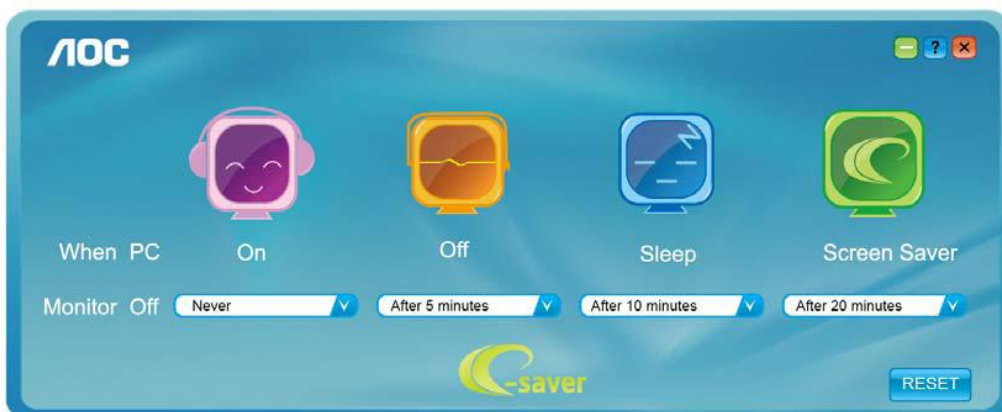 AOC
?
When PC On Off Sleep Screen Saver
Monitor Off Never After 5 minutes After 10 minutes After 20 minutes
e-saver
RESET